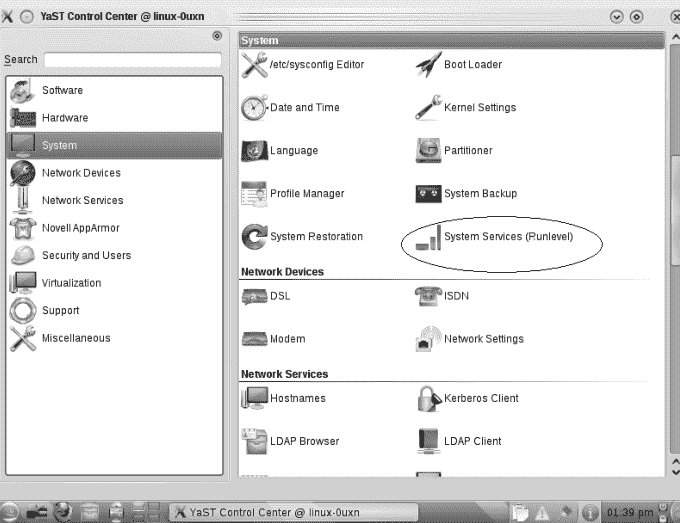 YaST Control Center @ linux-0uxn
Search
Software
Hardware
System
Network Devices
Network Services
Novell AppArmor
Security and Users
Virtualization
Support
Miscellaneous
System
/etc/sysconfig Editor
Boot Loader
Date and Time
Kernel Settings
Language
Partitioner
Profile Manager
System Backup
System Restoration
System Services (Runlevel)
Network Devices
DSL
ISDN
Modem
Network Settings
Network Services
Hostnames
Kerberos Client
LDAP Browser
LDAP Client
YaST Control Center @ linux-0uxn
01:39 pm